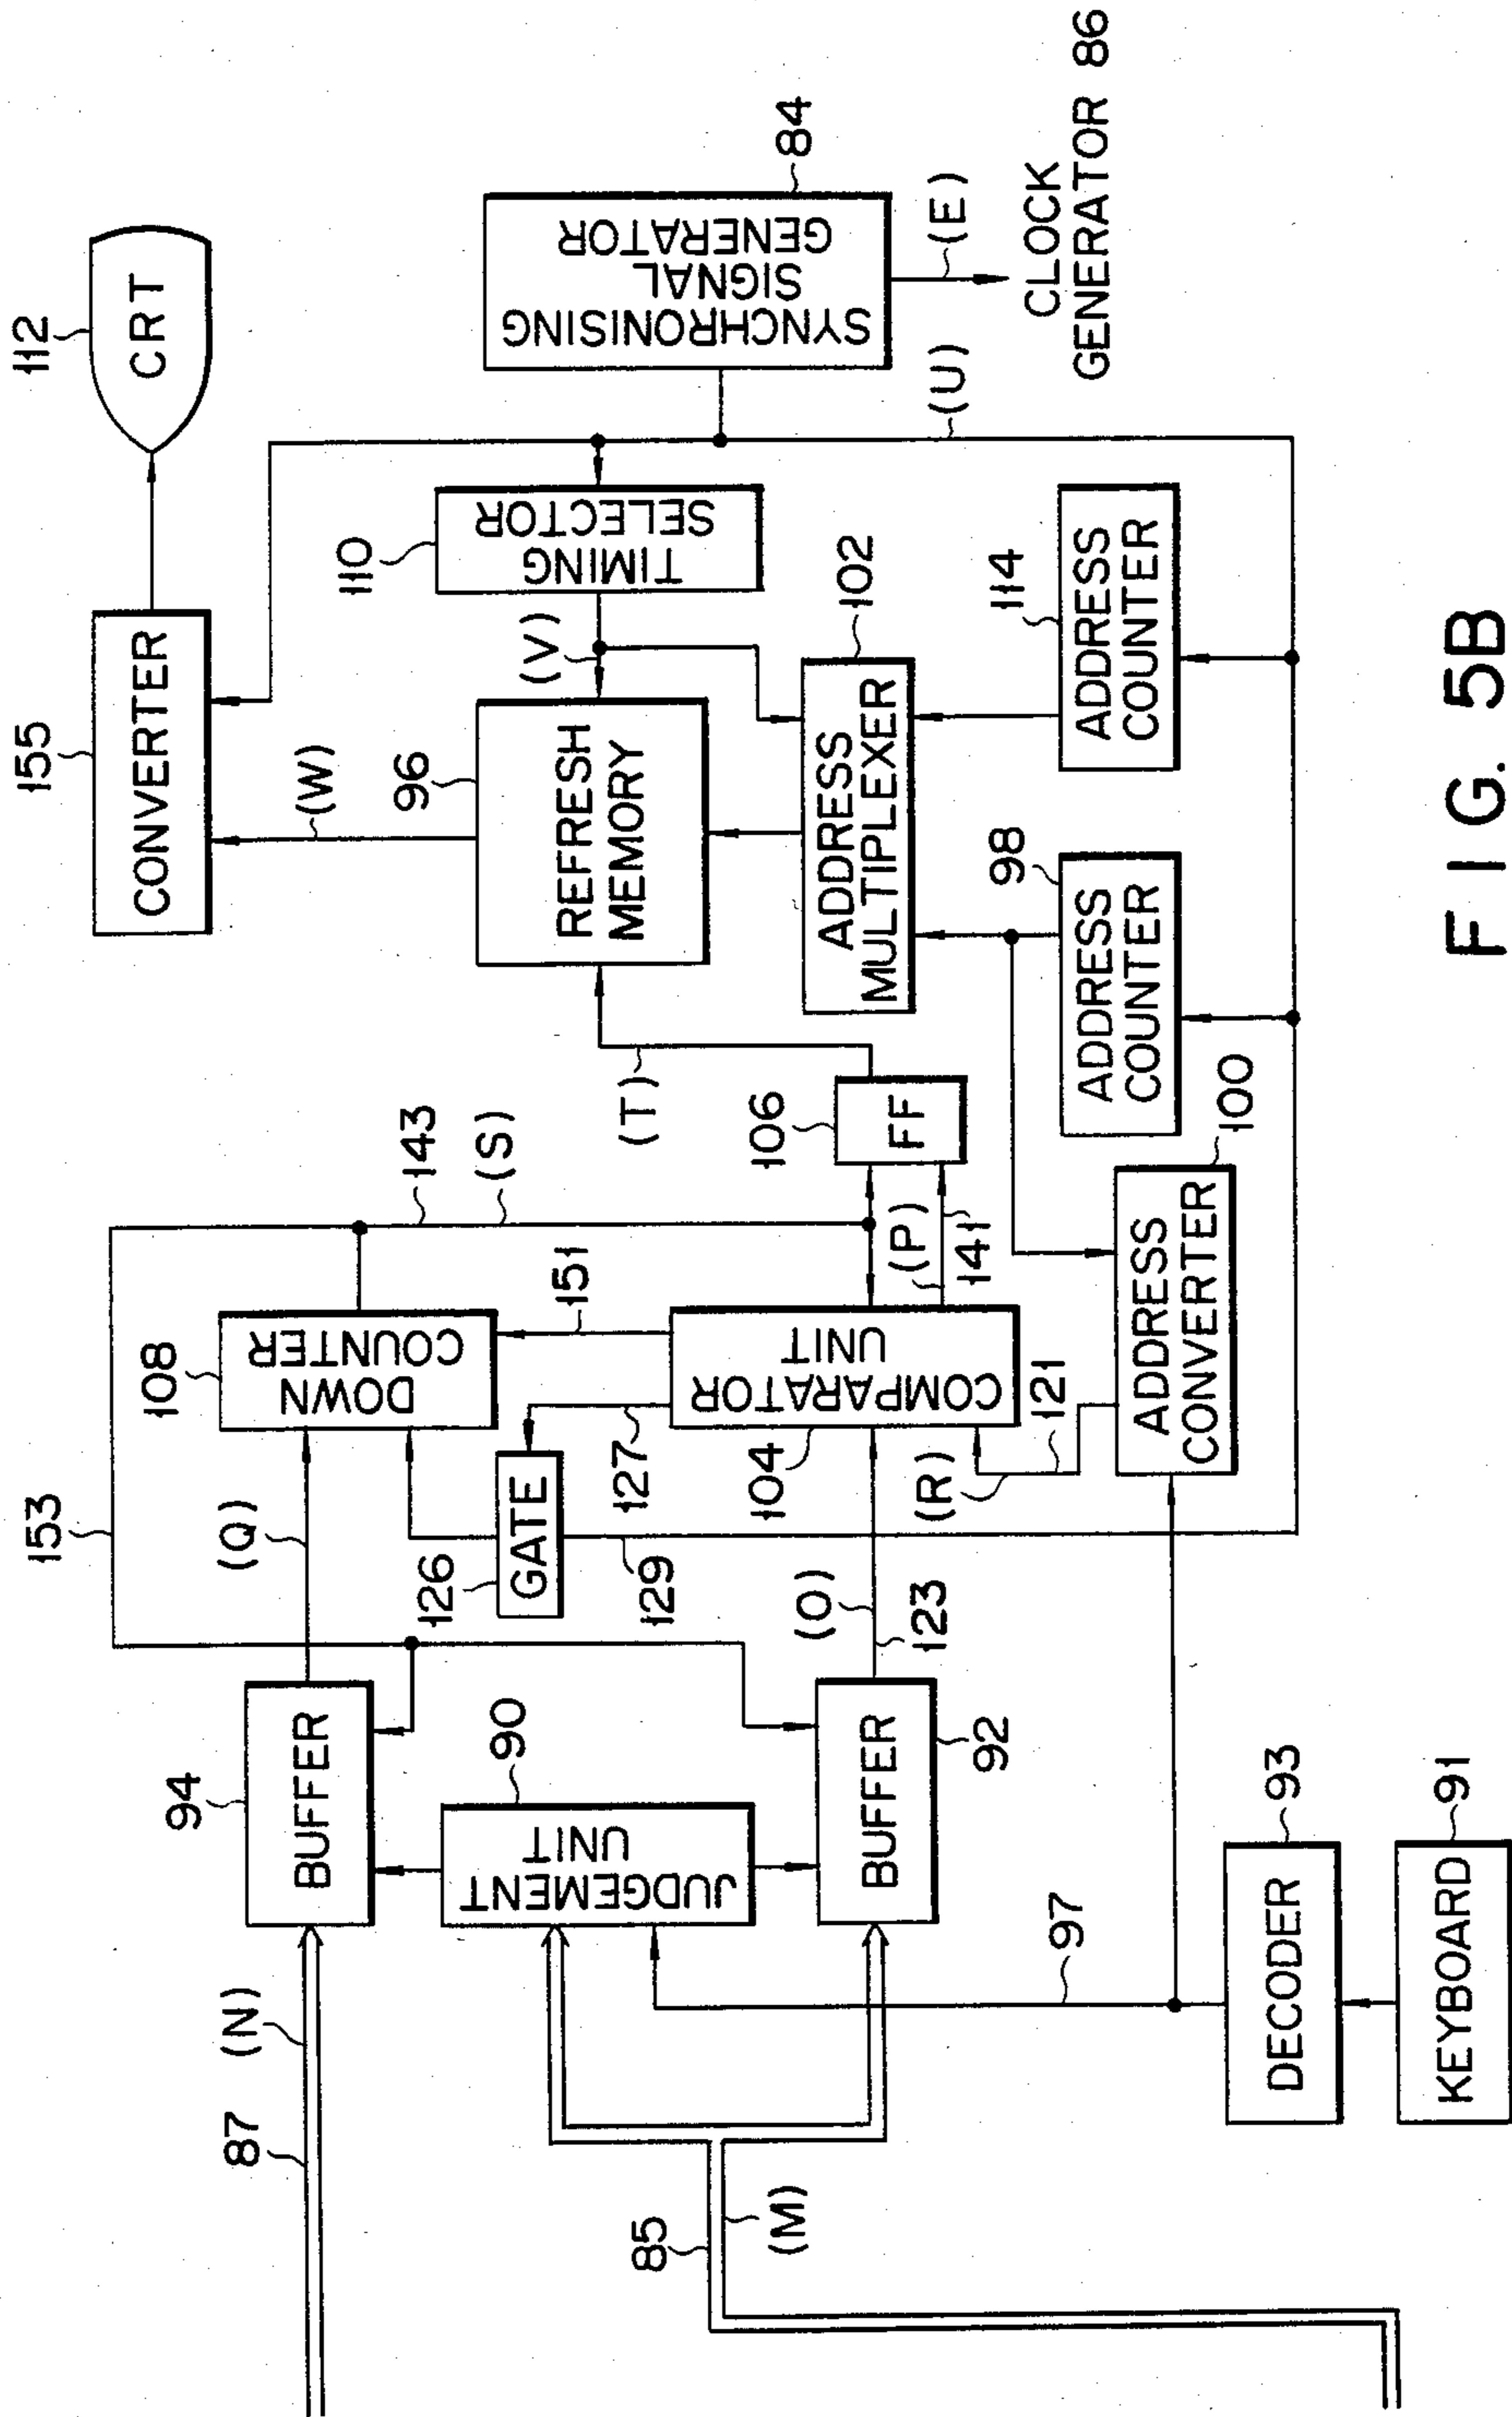 112
CRT
155
CONVERTER
(W)
SYNCHRONISING
SIGNAL
GENERATOR
84
(E)
CLOCK
GENERATOR 86
(U)
110
TIMING
SELECTOR
(V)
96
REFRESH
MEMORY
102
ADDRESS
MULTIPLEXER
114
ADDRESS
COUNTER
98
ADDRESS
COUNTER
(T)
106
FF
143
(S)
153
108
DOWN
COUNTER
151
(P)
141
COMPARATOR
UNIT
104
127
126
GATE
129
(R)
121
100
ADDRESS
CONVERTER
(Q)
(O)
123
94
BUFFER
90
JUDGEMENT
UNIT
BUFFER
92
97
93
DECODER
91
KEYBOARD
87
(N)
85
(M)
FIG. 5B